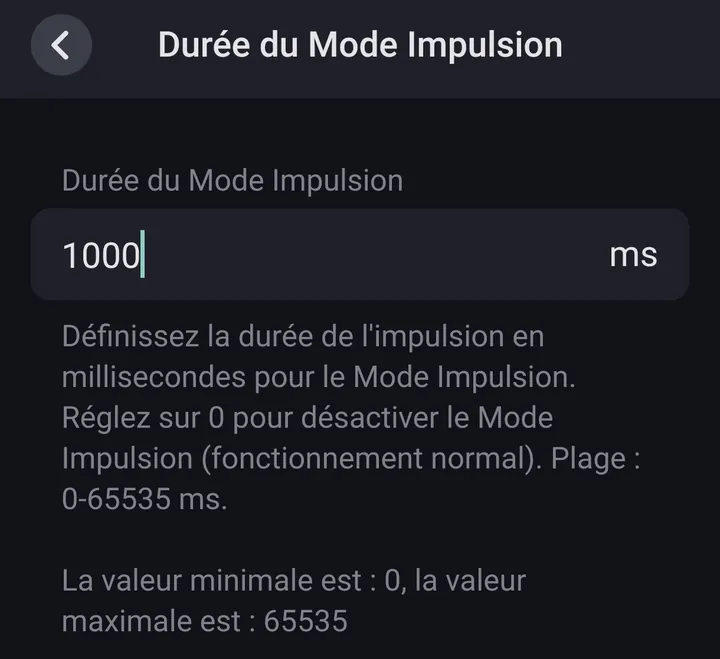 Durée du Mode Impulsion
Durée du Mode Impulsion
1000 ms
Définissez la durée de l'impulsion en
millisecondes pour le Mode Impulsion.
Réglez sur 0 pour désactiver le Mode
Impulsion (fonctionnement normal). Plage :
0-65535 ms.
La valeur minimale est : 0, la valeur
maximale est : 65535